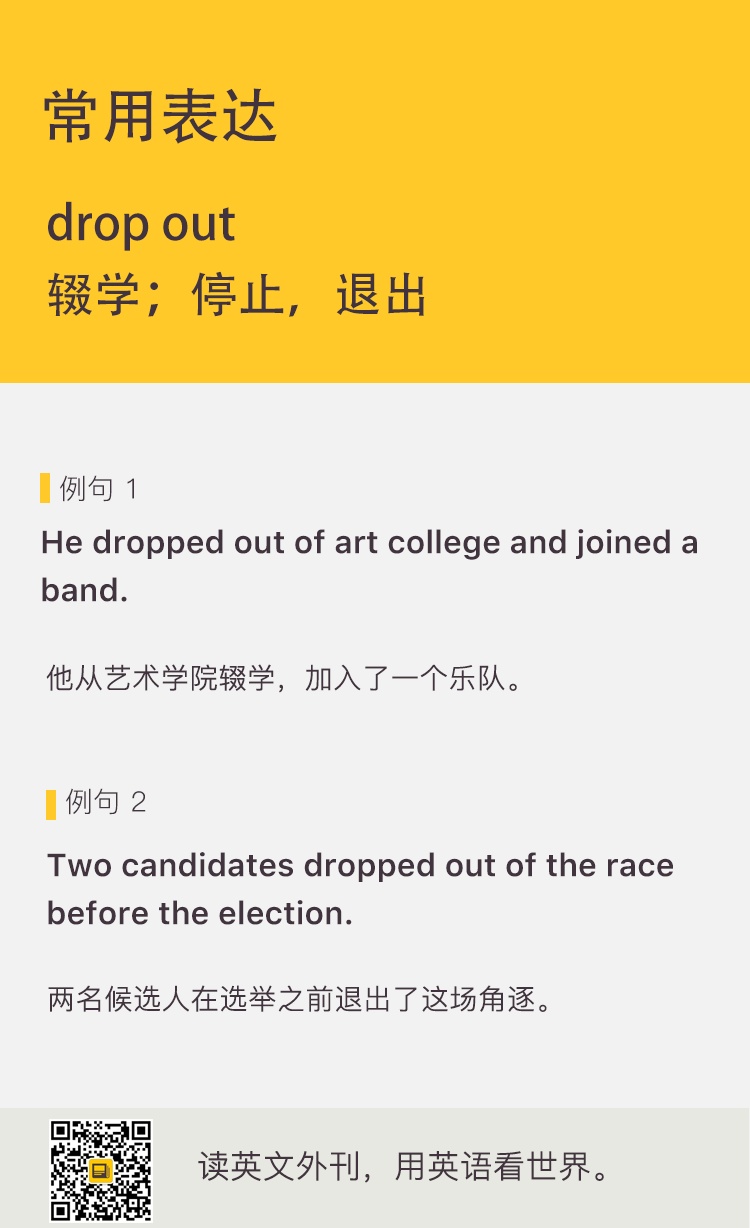 常用表达
drop out
辍学；停止，退出
例句 1
He dropped out of art college and joined a
band.
他从艺术学院辍学，加入了一个乐队。
例句 2
Two candidates dropped out of the race
before the election.
两名候选人在选举之前退出了这场角逐。
读英文外刊，用英语看世界。